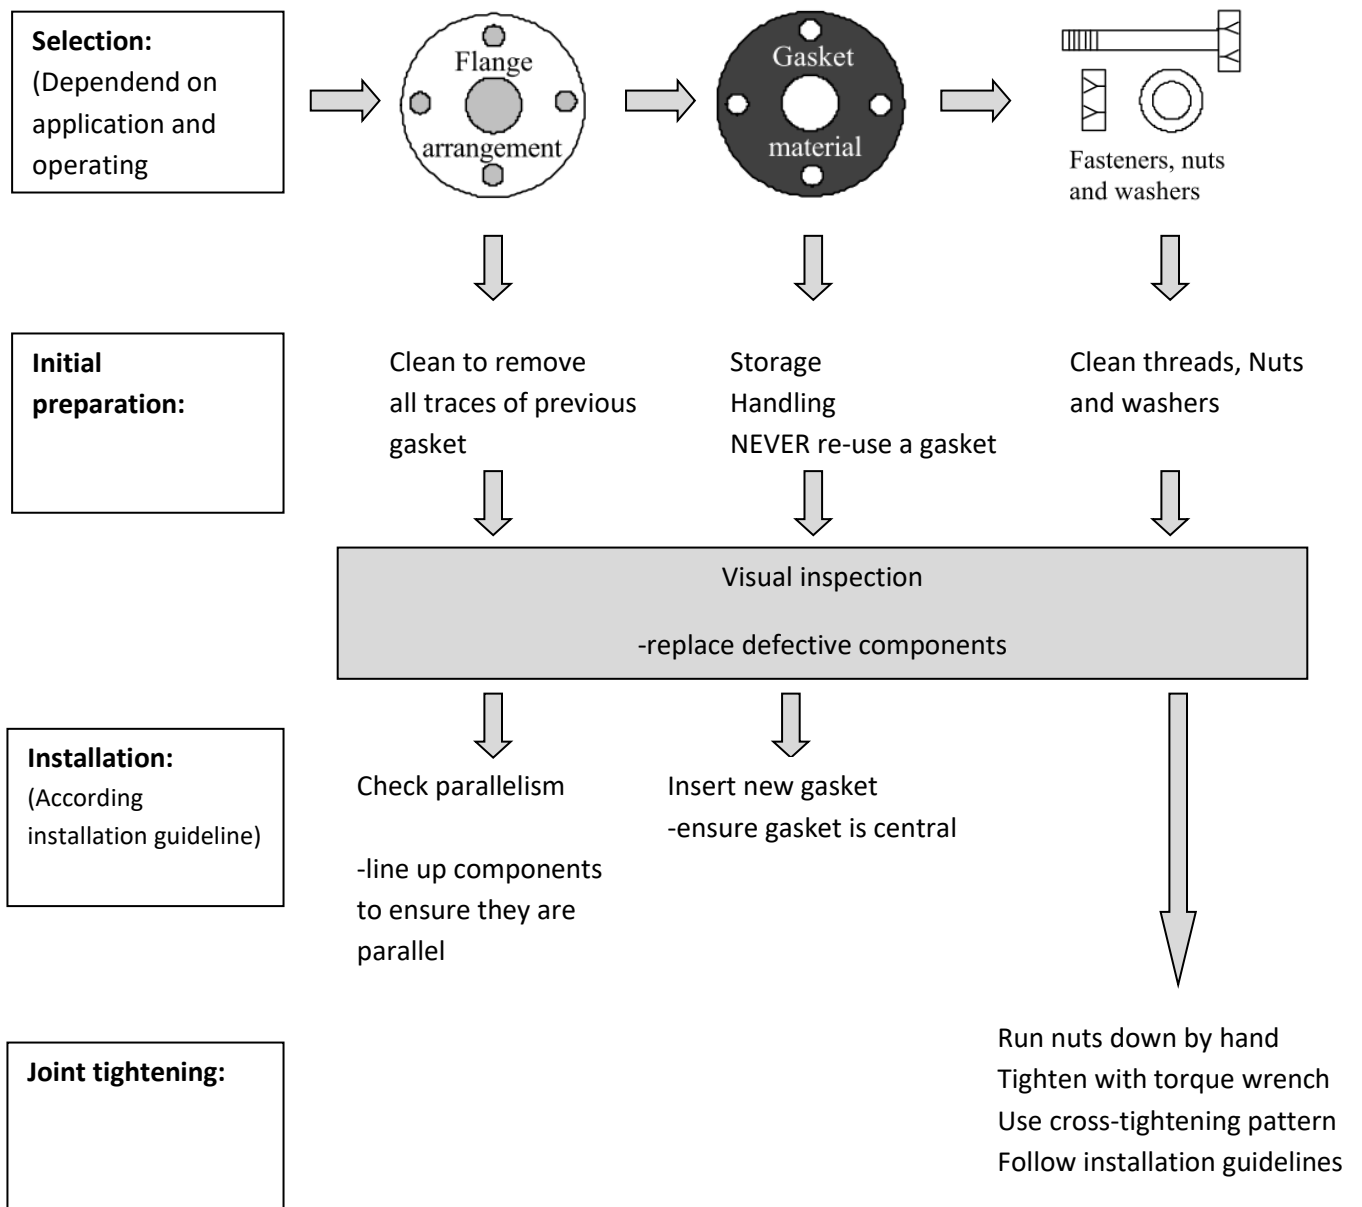 Selection:
(Dependend on
application and
operating
Flange
arrangement
Gasket
material
Fasteners, nuts
and washers
Initial
preparation:
Clean to remove
all traces of previous
gasket
Storage
Handling
NEVER re-use a gasket
Clean threads, Nuts
and washers
Visual inspection
-replace defective components
Installation:
(According
installation guideline)
Check parallelism
-line up components
to ensure they are
parallel
Insert new gasket
-ensure gasket is central
Joint tightening:
Run nuts down by hand
Tighten with torque wrench
Use cross-tightening pattern
Follow installation guidelines